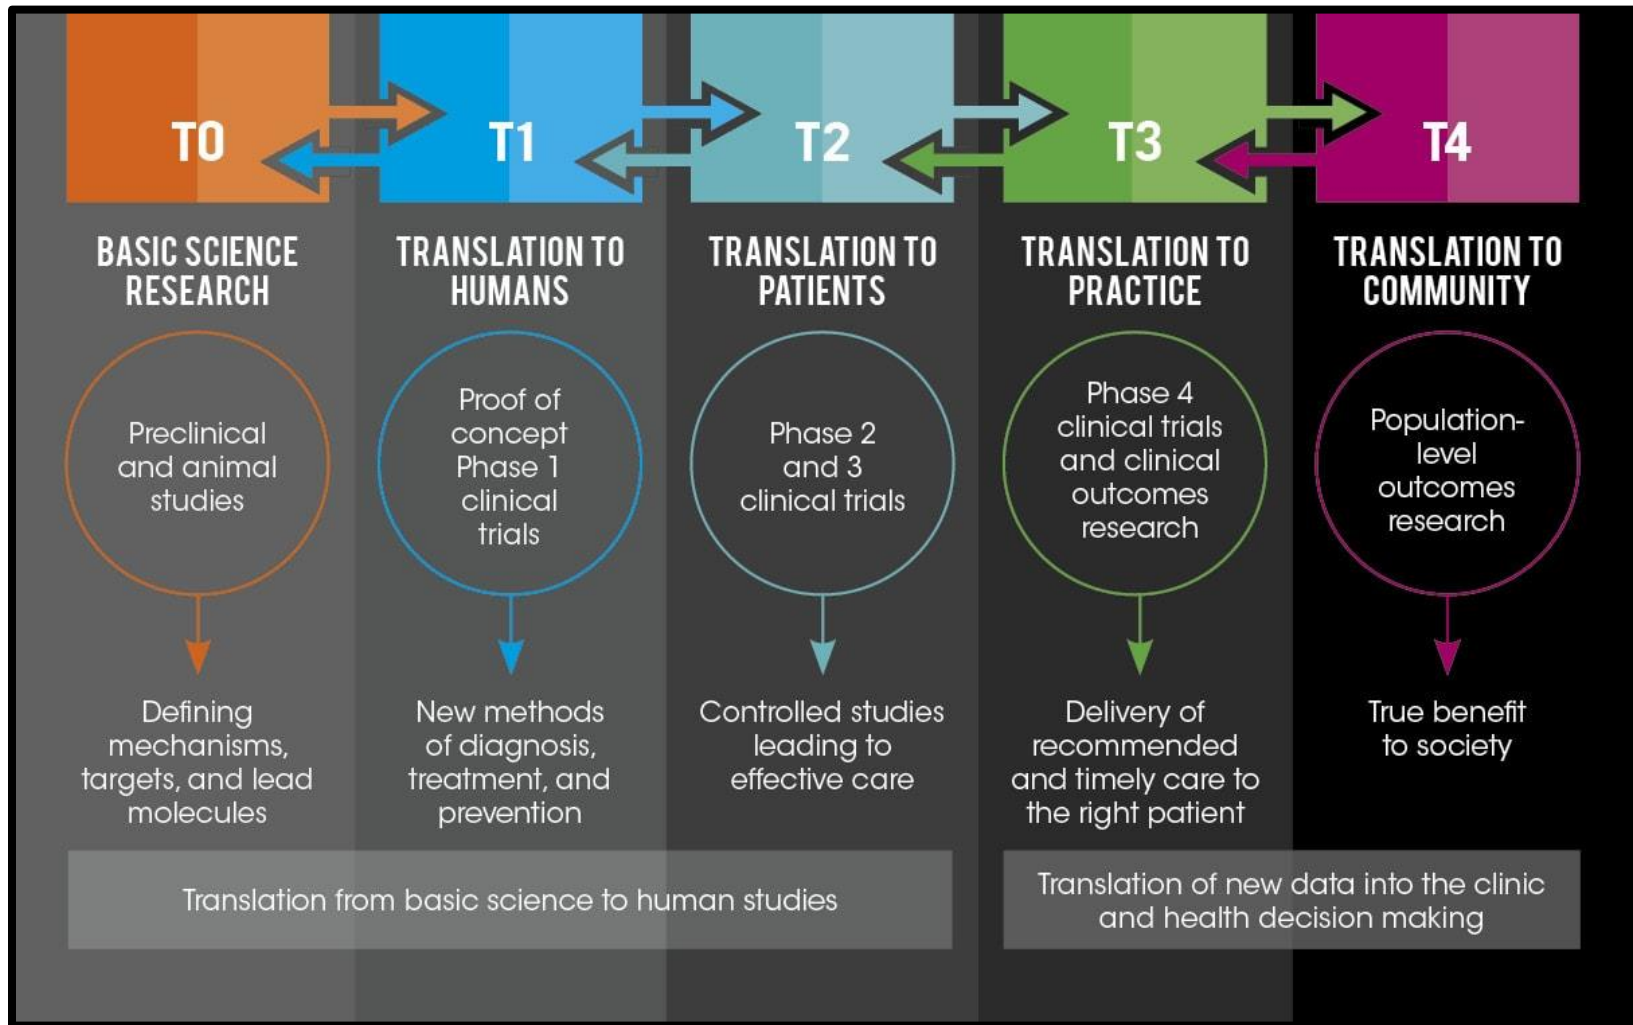 T0
T1
T2
T3
T4
BASIC SCIENCE
RESEARCH
TRANSLATION TO
HUMANS
TRANSLATION TO
PATIENTS
TRANSLATION TO
PRACTICE
TRANSLATION TO
COMMUNITY
Preclinical
and animal
studies
Proof of
concept
Phase 1
clinical
trials
Phase 2
and 3
clinical trials
Phase 4
clinical trials
and clinical
outcomes
research
Population-
level
outcomes
research
Defining
mechanisms,
targets, and lead
molecules
New methods
of diagnosis,
treatment, and
prevention
Controlled studies
leading to
effective care
Delivery of
recommended
and timely care to
the right patient
True benefit
to society
Translation from basic science to human studies
Translation of new data into the clinic
and health decision making